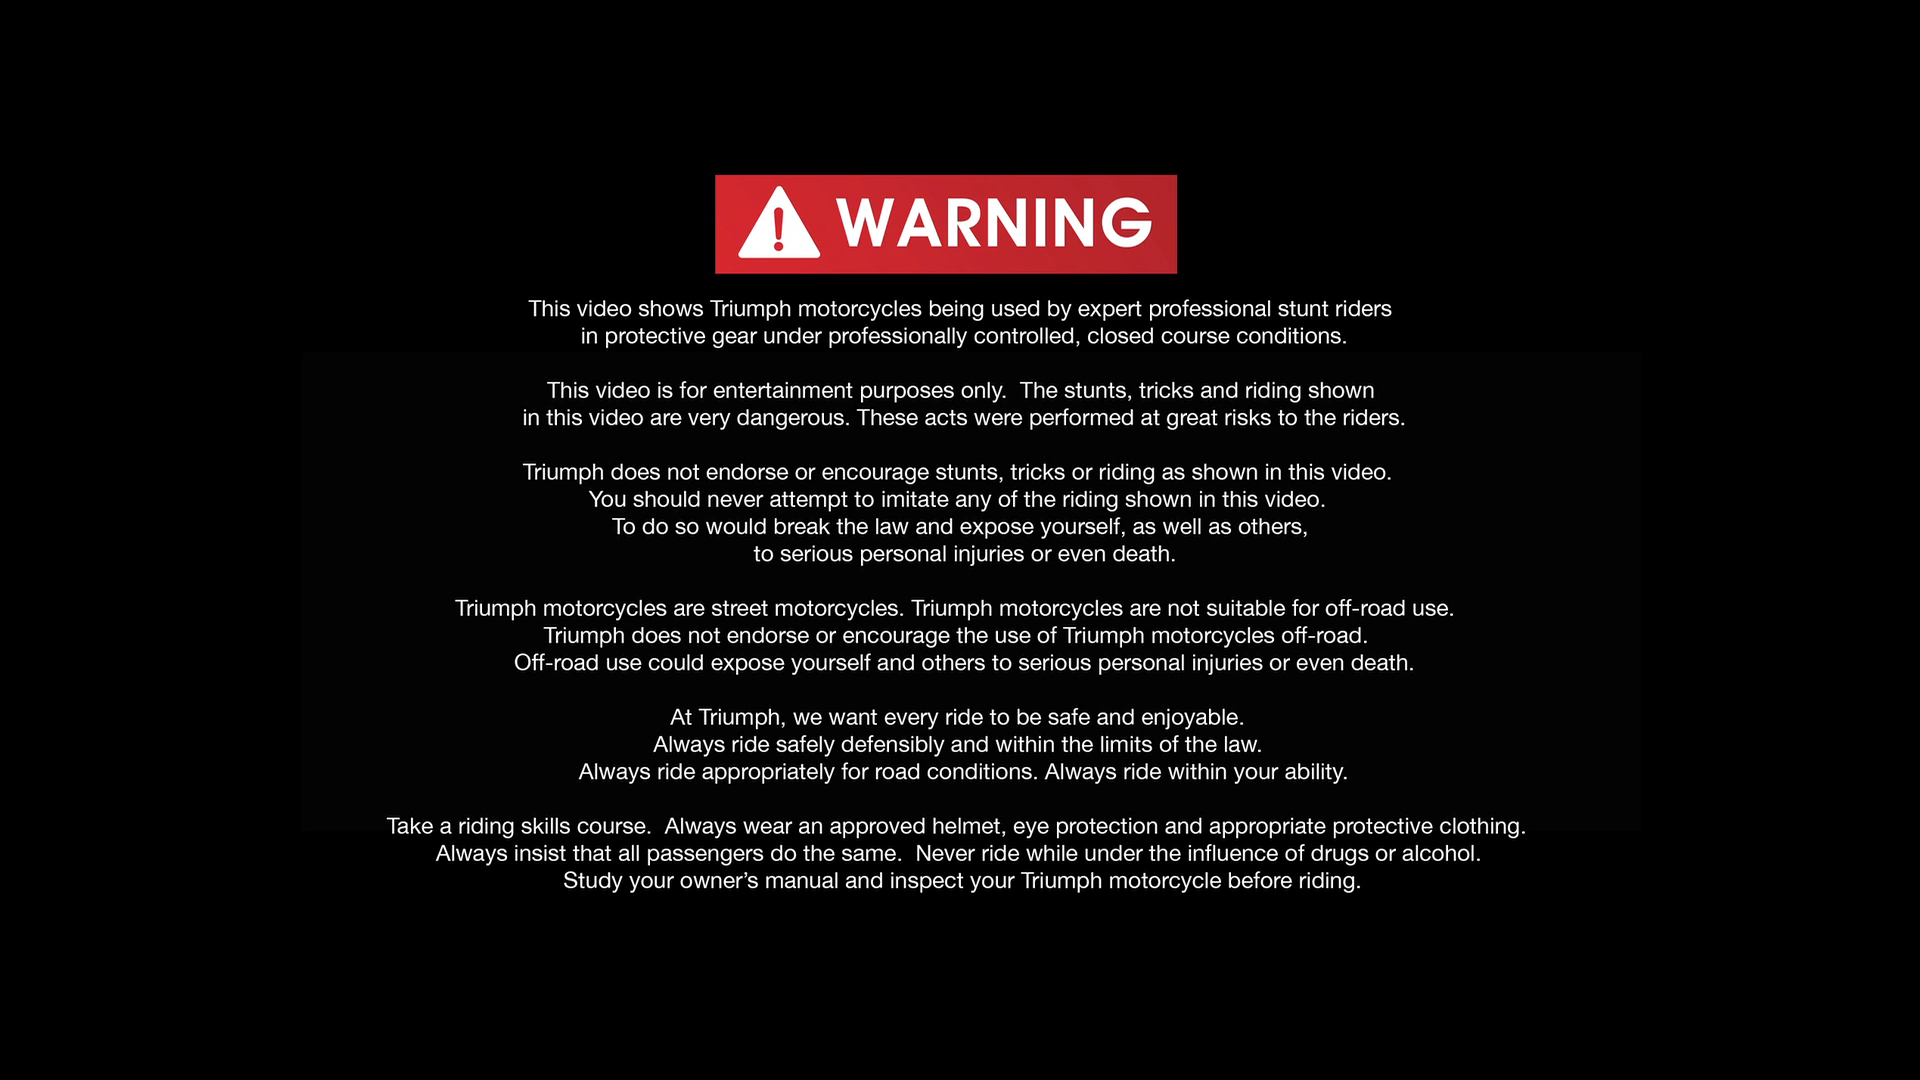 WARNING
This video shows Triumph motorcycles being used by expert professional stunt riders
in protective gear under professionally controlled, closed course conditions.
This video is for entertainment purposes only.  The stunts, tricks and riding shown
in this video are very dangerous. These acts were performed at great risks to the riders.
Triumph does not endorse or encourage stunts, tricks or riding as shown in this video.
You should never attempt to imitate any of the riding shown in this video.
To do so would break the law and expose yourself, as well as others,
to serious personal injuries or even death.
Triumph motorcycles are street motorcycles. Triumph motorcycles are not suitable for off-road use.
Triumph does not endorse or encourage the use of Triumph motorcycles off-road.
Off-road use could expose yourself and others to serious personal injuries or even death.
At Triumph, we want every ride to be safe and enjoyable.
Always ride safely defensibly and within the limits of the law.
Always ride appropriately for road conditions. Always ride within your ability.
Take a riding skills course.  Always wear an approved helmet, eye protection and appropriate protective clothing.
Always insist that all passengers do the same.  Never ride while under the influence of drugs or alcohol.
Study your owner’s manual and inspect your Triumph motorcycle before riding.